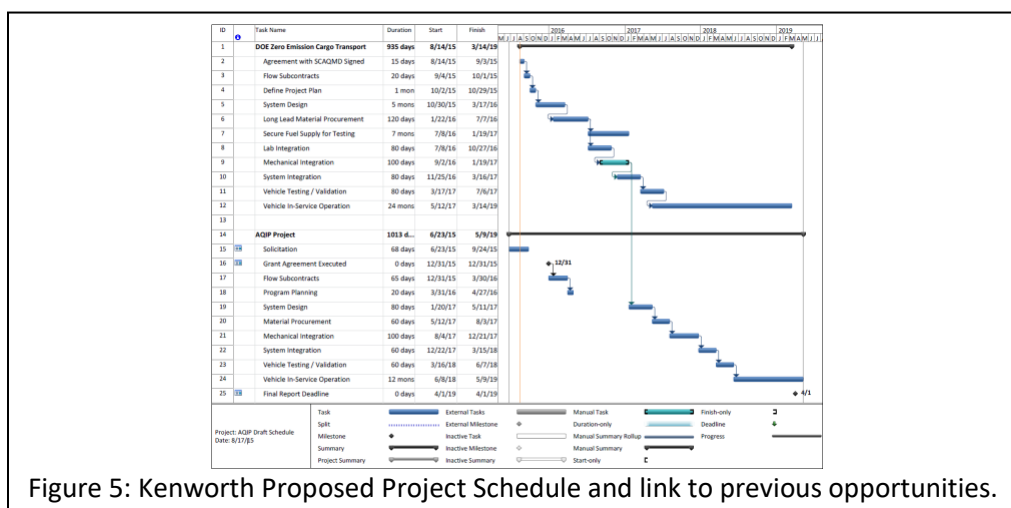 ID Task Name Duration Start Finish 2016 2017 2018 2019
M J J A S O N D J F M A M J J A S O N D J F M A M J J A S O N D J F M A M J J A S O N D J F M A M J J
1 DOE Zero Emission Cargo Transport 935 days 8/14/15 3/14/19
2 Agreement with SCAQMD Signed 15 days 8/14/15 9/3/15
3 Flow Subcontracts 20 days 9/4/15 10/1/15
4 Define Project Plan 1 mon 10/2/15 10/29/15
5 System Design 5 mons 10/30/15 3/17/16
6 Long Lead Material Procurement 120 days 1/22/16 7/7/16
7 Secure Fuel Supply for Testing 7 mons 7/8/16 1/19/17
8 Lab Integration 80 days 7/8/16 10/27/16
9 Mechanical Integration 100 days 9/2/16 1/19/17
10 System Integration 80 days 11/25/16 3/16/17
11 Vehicle Testing / Validation 80 days 3/17/17 7/6/17
12 Vehicle In-Service Operation 24 mons 5/12/17 3/14/19
13
14 AQIP Project 1013 d... 6/23/15 5/9/19
15 Solicitation 68 days 6/23/15 9/24/15
16 Grant Agreement Executed 0 days 12/31/15 12/31/15 12/31
17 Flow Subcontracts 65 days 12/31/15 3/30/16
18 Program Planning 20 days 3/31/16 4/27/16
19 System Design 80 days 1/20/17 5/11/17
20 Material Procurement 60 days 5/12/17 8/3/17
21 Mechanical Integration 100 days 8/4/17 12/21/17
22 System Integration 60 days 12/22/17 3/15/18
23 Vehicle Testing / Validation 60 days 3/16/18 6/7/18
24 Vehicle In-Service Operation 12 mons 6/8/18 5/9/19
25 Final Report Deadline 0 days 4/1/19 4/1/19 4/1
Project: AQIP Draft Schedule
Date: 8/17/15
Task External Tasks Manual Task Finish-only
Split External Milestone Duration-only Deadline
Milestone Inactive Task Manual Summary Rollup Progress
Summary Inactive Milestone Manual Summary
Project Summary Inactive Summary Start-only
Figure 5: Kenworth Proposed Project Schedule and link to previous opportunities.